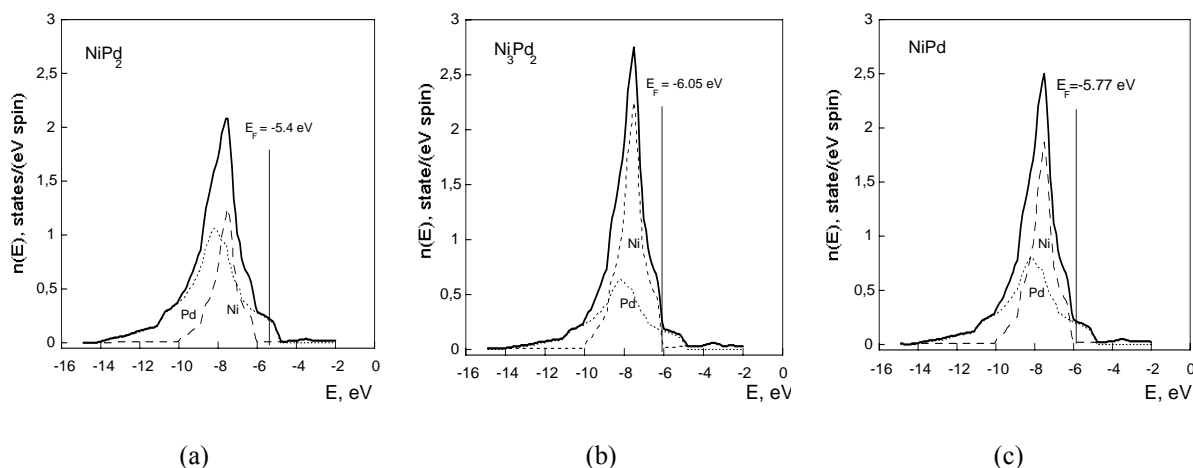 NiPd₂
E_F = -5.4 eV
Pd
Ni
n(E), states/(eV spin)
3
2,5
2
1,5
1
0,5
0
-16 -14 -12 -10 -8 -6 -4 -2 0
E, eV
(a)
Ni₃Pd₂
E_F = -6.05 eV
Ni
Pd
n(E), state/(eV spin)
3
2,5
2
1,5
1
0,5
0
-16 -14 -12 -10 -8 -6 -4 -2 0
E, eV
(b)
NiPd
E_F=-5.77 eV
Ni
Pd
n(E), state/(eV spin)
3
2,5
2
1,5
1
0,5
0
-16 -14 -12 -10 -8 -6 -4 -2 0
E, eV
(c)